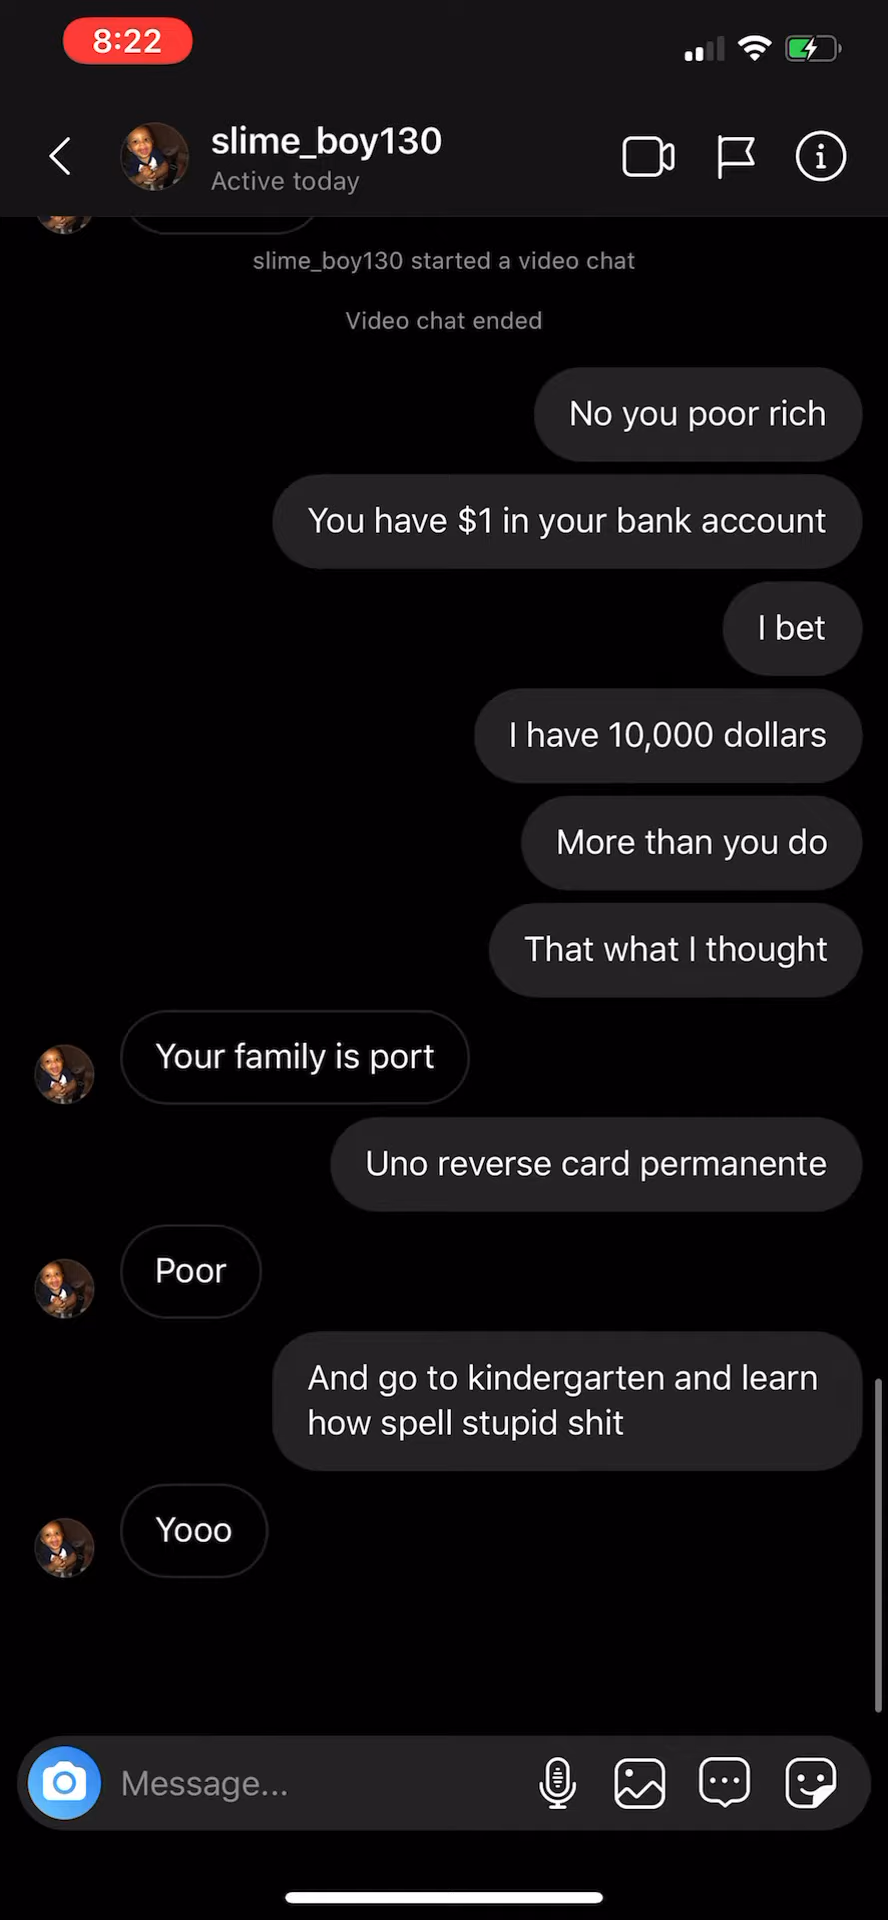 8:22
slime_boy130
Active today
slime_boy130 started a video chat
Video chat ended
No you poor rich
You have $1 in your bank account
I bet
I have 10,000 dollars
More than you do
That what I thought
Your family is port
Uno reverse card permanente
Poor
And go to kindergarten and learn
how spell stupid shit
Yooo
Message...